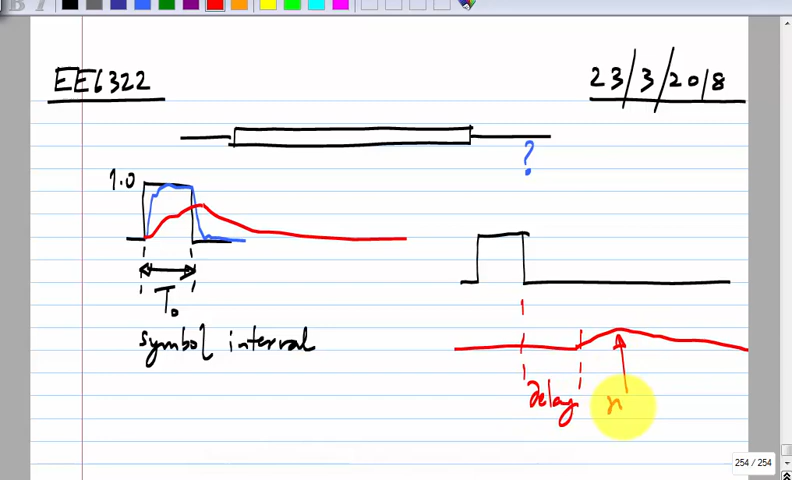 EE6322
23/3/2018
?
1.0
T₀
symbol interval
delay
254 / 254